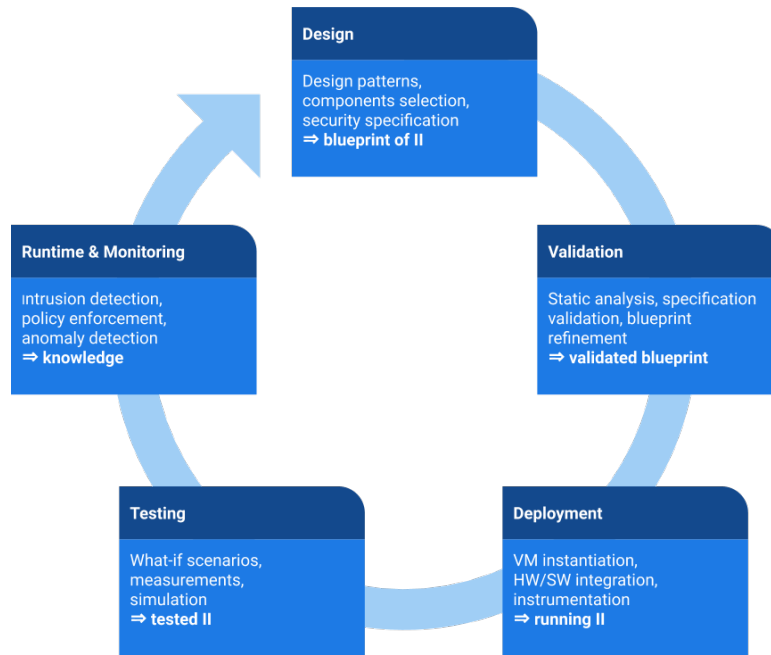 Design
Design patterns,
components selection,
security specification
⇒ blueprint of II
Validation
Static analysis, specification
validation, blueprint
refinement
⇒ validated blueprint
Deployment
VM instantiation,
HW/SW integration,
instrumentation
⇒ running II
Testing
What-if scenarios,
measurements,
simulation
⇒ tested II
Runtime & Monitoring
Intrusion detection,
policy enforcement,
anomaly detection
⇒ knowledge